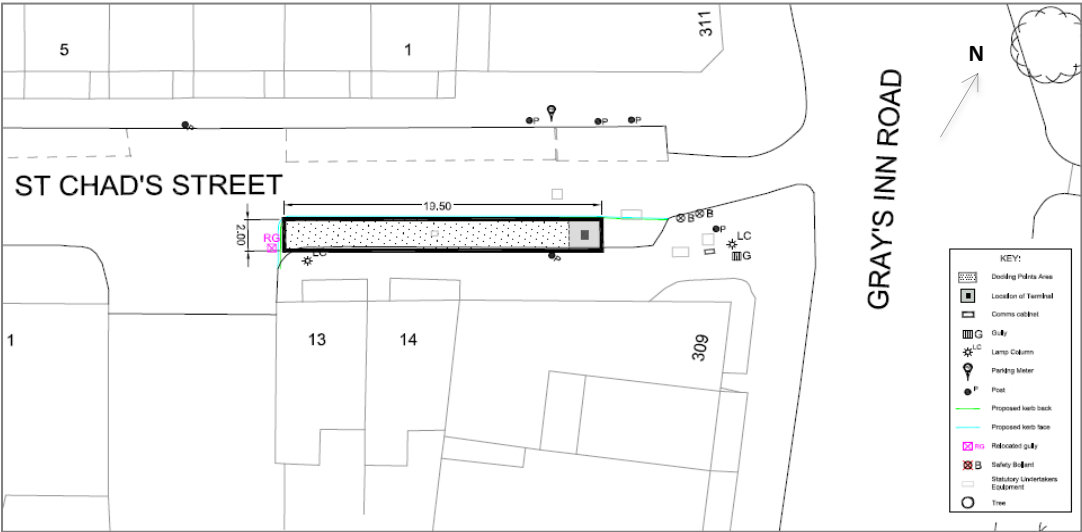 5
1
311
N
P
P
P
P
GRAY'S INN ROAD
ST CHAD'S STREET
19.50
2.00
RG
LC
P
B
B
P
LC
G
1
13
14
309
KEY:
Docking Points Area
Location of Terminal
Comms cabinet
G Gully
LC Lamp Column
Parking Meter
P Post
Proposed kerb back
Proposed kerb face
RG Relocated gully
B Safety Bollard
Statutory Undertakers
Equipment
Tree